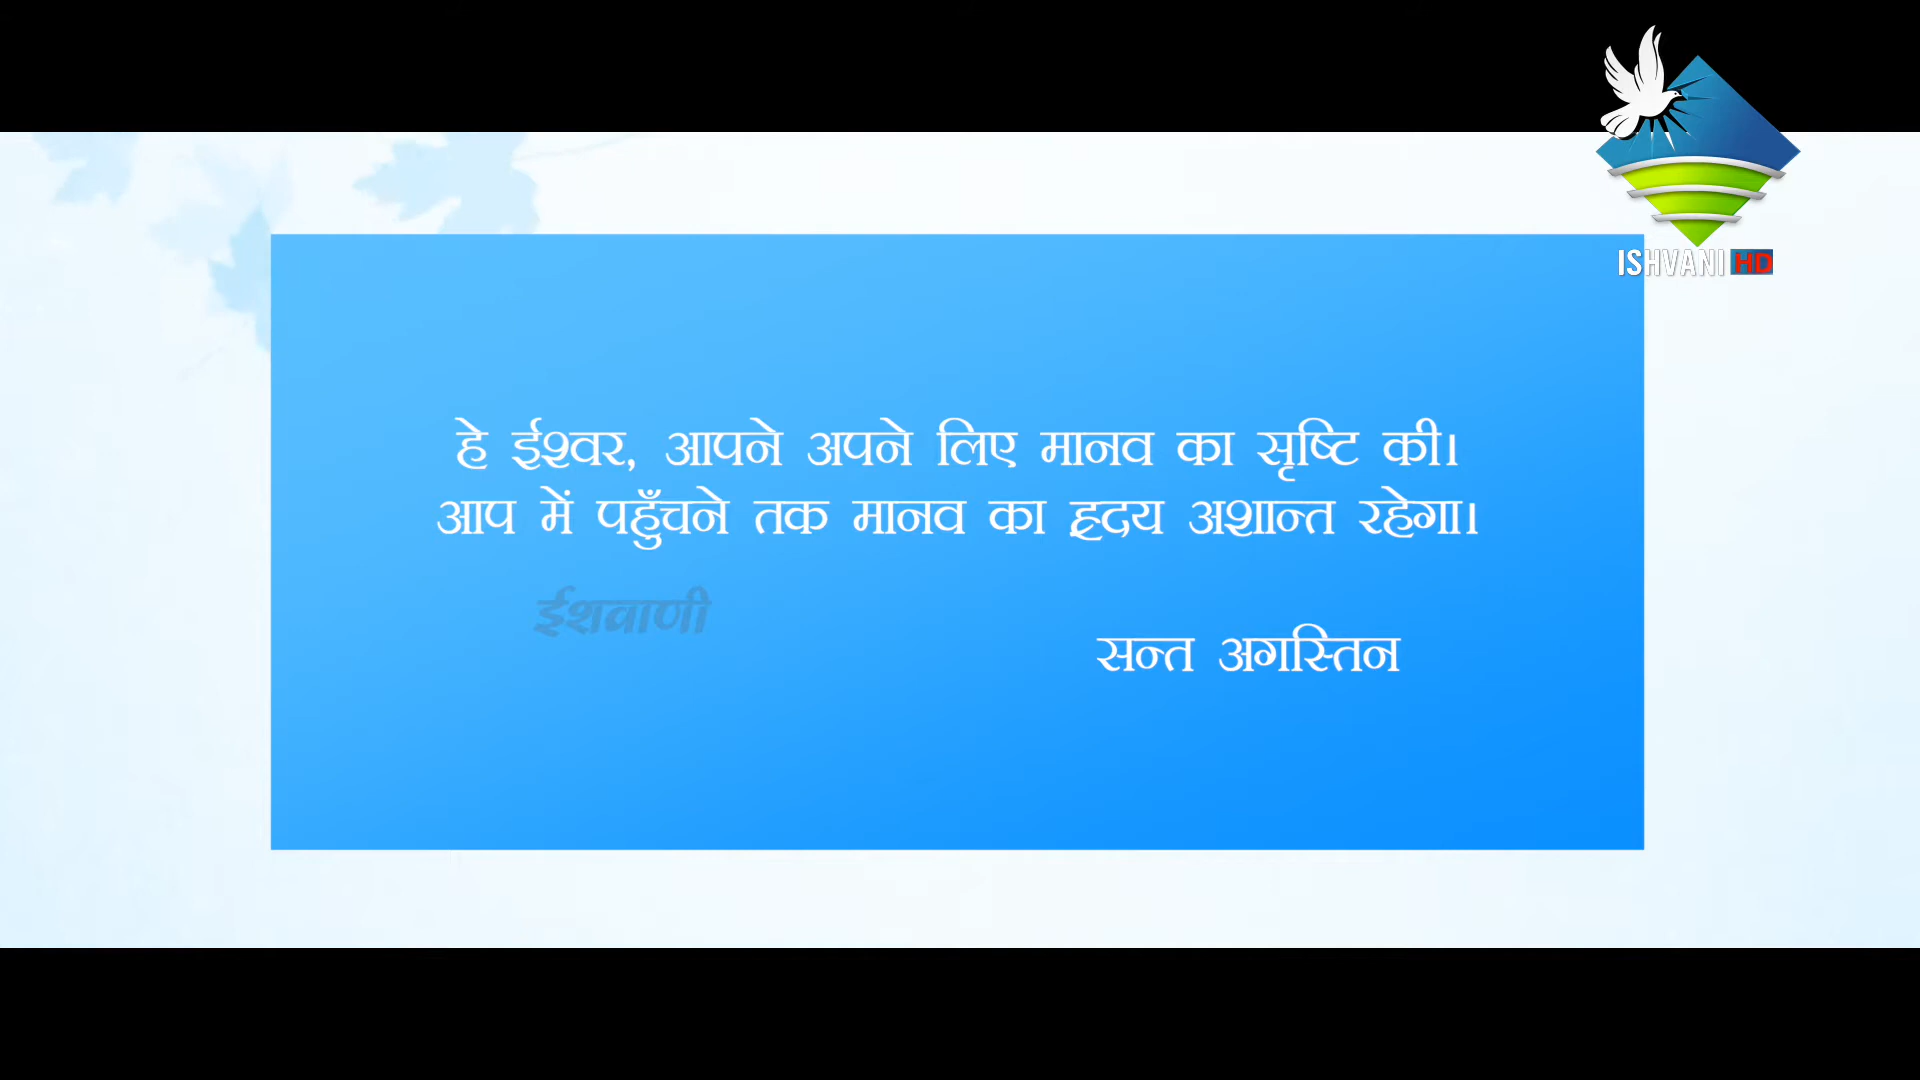 ISHVANI HD
हे ईश्वर, आपने अपने लिए मानव का सृष्टि की।
आप में पहुँचने तक मानव का हृदय अशान्त रहेगा।
ईशवाणी
सन्त अगस्तिन